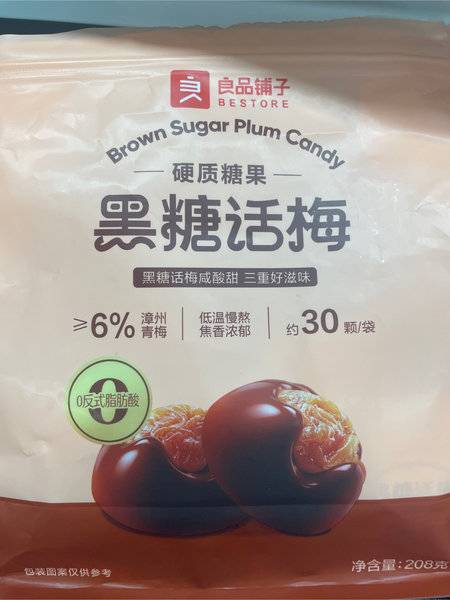 良品铺子
BESTORE
Brown Sugar Plum Candy
硬质糖果
黑糖话梅
黑糖话梅咸酸甜 三重好滋味
≥6% 漳州青梅
低温慢熬
焦香浓郁
约30颗/袋
0反式脂肪酸
0
包装图案仅供参考
净含量:208克